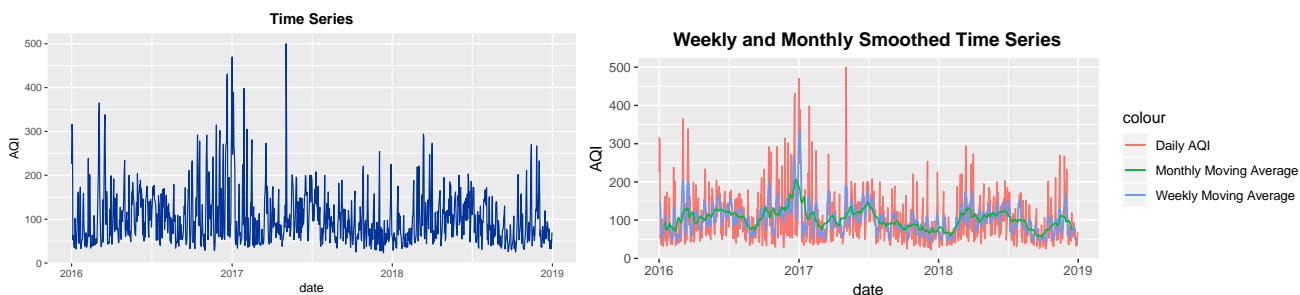 Time Series
500
400
300
200
100
0
AQI
2016
2017
2018
2019
date
Weekly and Monthly Smoothed Time Series
500
400
300
200
100
0
AQI
2016
2017
2018
2019
date
colour
Daily AQI
Monthly Moving Average
Weekly Moving Average